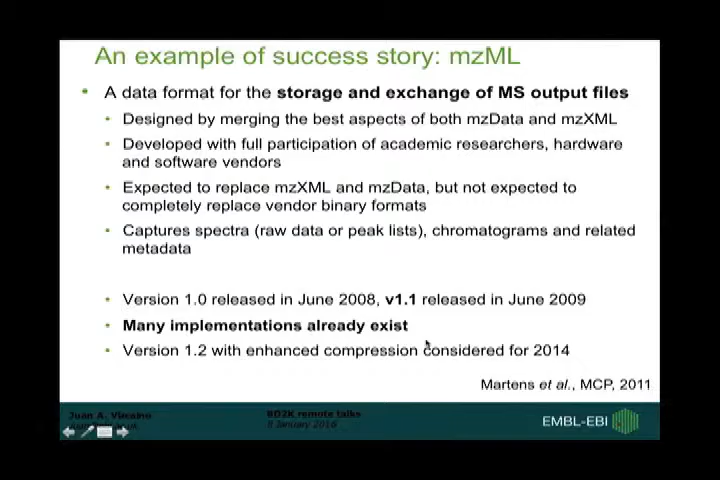 An example of success story: mzML
• A data format for the storage and exchange of MS output files
• Designed by merging the best aspects of both mzData and mzXML
• Developed with full participation of academic researchers, hardware
and software vendors
• Expected to replace mzXML and mzData, but not expected to
completely replace vendor binary formats
• Captures spectra (raw data or peak lists), chromatograms and related
metadata
• Version 1.0 released in June 2008, v1.1 released in June 2009
• Many implementations already exist
• Version 1.2 with enhanced compression considered for 2014
Martens et al., MCP, 2011
Juan A. Vizcaíno
BD2K remote talks
8 January 2016
EMBL-EBI